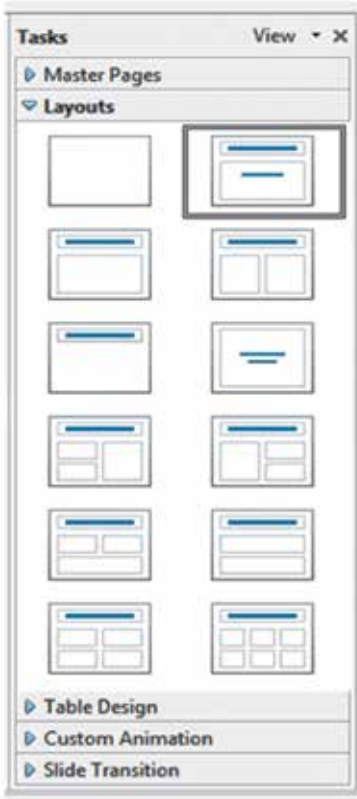 Tasks View
Master Pages
Layouts
Table Design
Custom Animation
Slide Transition